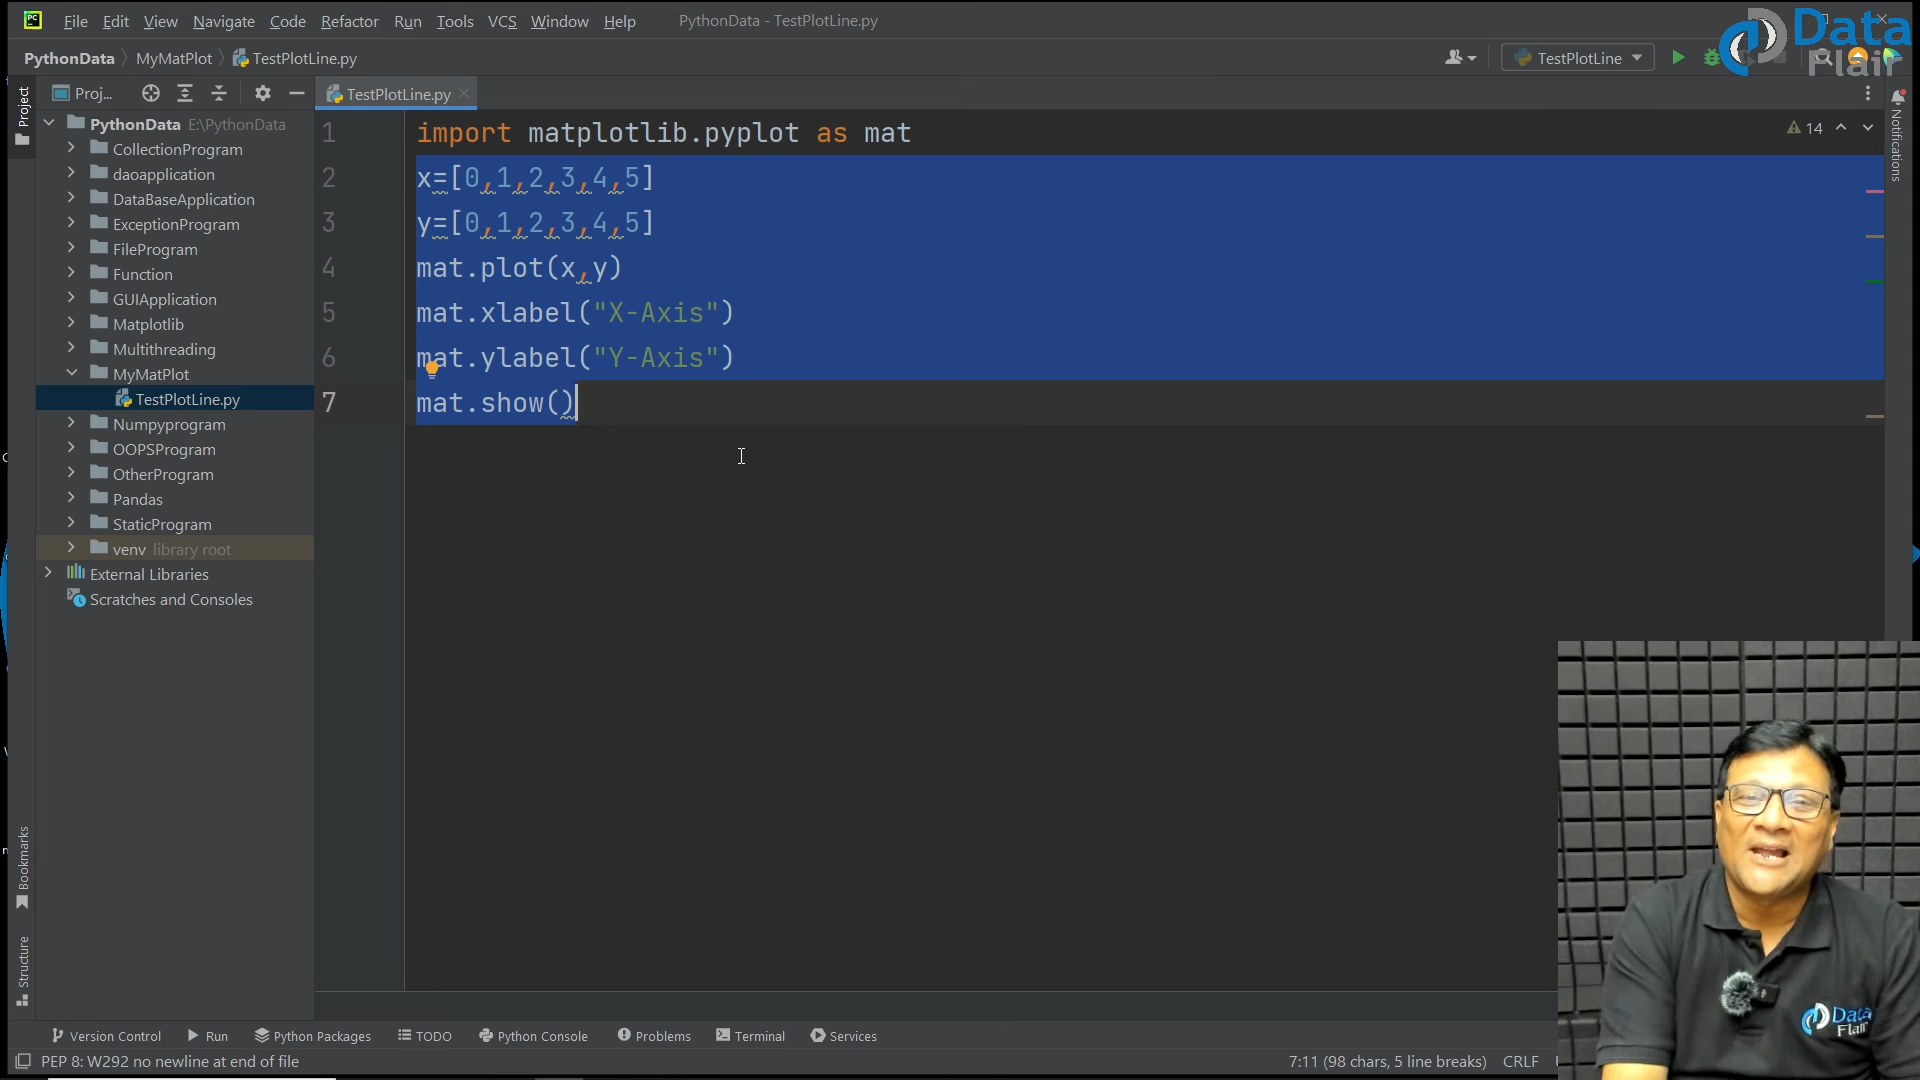 File Edit View Navigate Code Refactor Run Tools VCS Window Help PythonData - TestPlotLine.py
Data
Flair
PythonData MyMatPlot TestPlotLine.py TestPlotLine
Project
Proj... TestPlotLine.py
PythonData E:\PythonData
CollectionProgram
daoapplication
DataBaseApplication
ExceptionProgram
FileProgram
Function
GUIApplication
Matplotlib
Multithreading
MyMatPlot
TestPlotLine.py
Numpyprogram
OOPSProgram
OtherProgram
Pandas
StaticProgram
venv library root
External Libraries
Scratches and Consoles
1 import matplotlib.pyplot as mat
2 x=[0,1,2,3,4,5]
3 y=[0,1,2,3,4,5]
4 mat.plot(x,y)
5 mat.xlabel("X-Axis")
6 mat.ylabel("Y-Axis")
7 mat.show()
14
Notifications
Bookmarks
Structure
Data
Flair
Version Control Run Python Packages TODO Python Console Problems Terminal Services
PEP 8: W292 no newline at end of file 7:11 (98 chars, 5 line breaks) CRLF